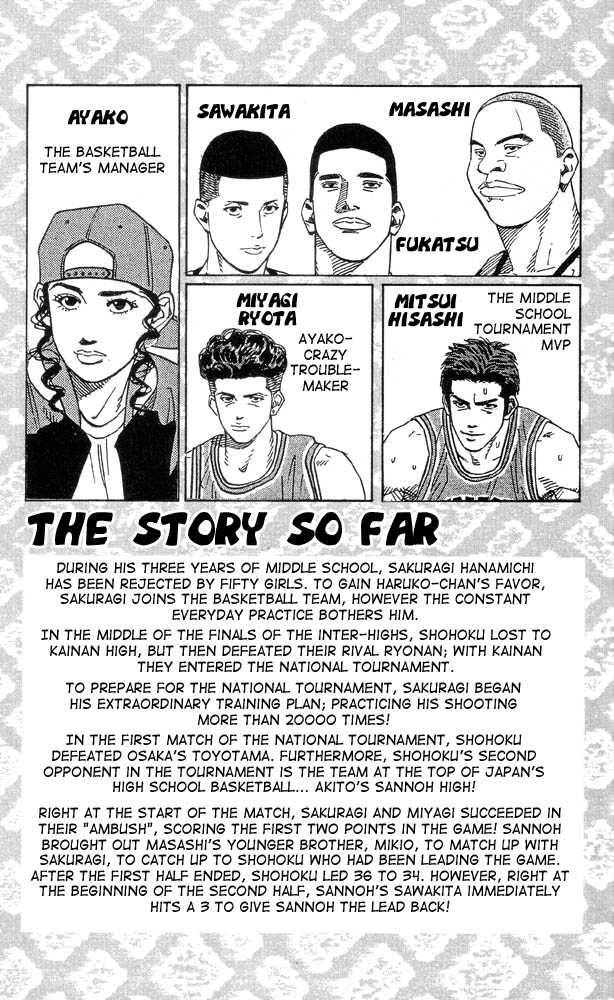 AYAKO
THE BASKETBALL
TEAM'S MANAGER
SAWAKITA
MASASHI
FUKATSU
MIYAGI
RYOTA
AYAKO-
CRAZY
TROUBLE-
MAKER
MITSUI
HISASHI
THE MIDDLE
SCHOOL
TOURNAMENT
MVP
THE STORY SO FAR
DURING HIS THREE YEARS OF MIDDLE SCHOOL, SAKURAGI HANAMICHI
HAS BEEN REJECTED BY FIFTY GIRLS. TO GAIN HARUKO-CHAN'S FAVOR,
SAKURAGI JOINS THE BASKETBALL TEAM, HOWEVER THE CONSTANT
EVERYDAY PRACTICE BOTHERS HIM.
IN THE MIDDLE OF THE FINALS OF THE INTER-HIGHS, SHOHOKU LOST TO
KAINAN HIGH, BUT THEN DEFEATED THEIR RIVAL RYONAN; WITH KAINAN
THEY ENTERED THE NATIONAL TOURNAMENT.
TO PREPARE FOR THE NATIONAL TOURNAMENT, SAKURAGI BEGAN
HIS EXTRAORDINARY TRAINING PLAN; PRACTICING HIS SHOOTING
MORE THAN 20000 TIMES!
IN THE FIRST MATCH OF THE NATIONAL TOURNAMENT, SHOHOKU
DEFEATED OSAKA'S TOYOTAMA. FURTHERMORE, SHOHOKU'S SECOND
OPPONENT IN THE TOURNAMENT IS THE TEAM AT THE TOP OF JAPAN'S
HIGH SCHOOL BASKETBALL... AKITO'S SANNOH HIGH!
RIGHT AT THE START OF THE MATCH, SAKURAGI AND MIYAGI SUCCEEDED IN
THEIR "AMBUSH", SCORING THE FIRST TWO POINTS IN THE GAME! SANNOH
BROUGHT OUT MASASHI'S YOUNGER BROTHER, MIKIO, TO MATCH UP WITH
SAKURAGI, TO CATCH UP TO SHOHOKU WHO HAD BEEN LEADING THE GAME.
AFTER THE FIRST HALF ENDED, SHOHOKU LED 36 TO 34. HOWEVER, RIGHT AT
THE BEGINNING OF THE SECOND HALF, SANNOH'S SAWAKITA IMMEDIATELY
HITS A 3 TO GIVE SANNOH THE LEAD BACK!